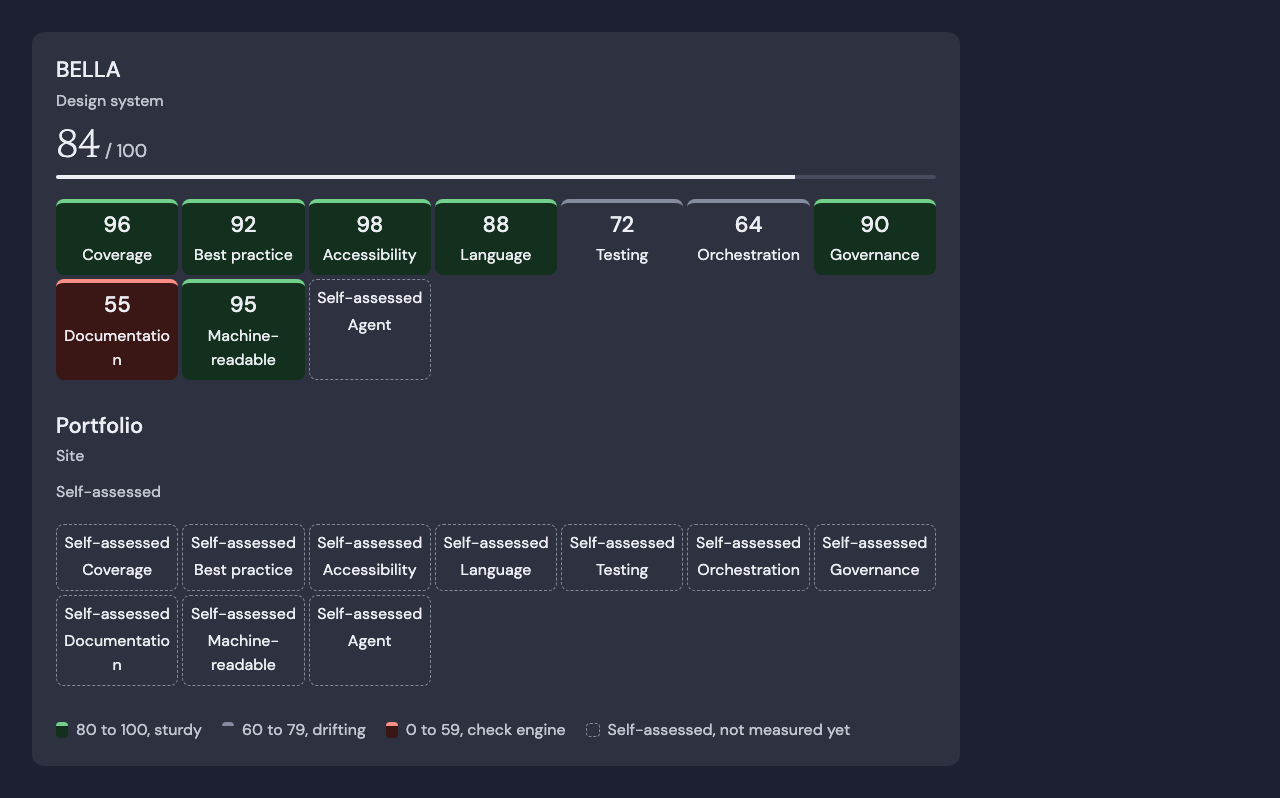 BELLA
Design system
84 / 100
96 92 98 88 72 64 90
Coverage Best practice Accessibility Language Testing Orchestration Governance
55 95 Self-assessed
Documentatio Machine- Agent
n readable
Portfolio
Site
Self-assessed
Self-assessed Self-assessed Self-assessed Self-assessed Self-assessed Self-assessed Self-assessed
Coverage Best practice Accessibility Language Testing Orchestration Governance
Self-assessed Self-assessed Self-assessed
Documentatio Machine- Agent
n readable
80 to 100, sturdy 60 to 79, drifting 0 to 59, check engine Self-assessed, not measured yet